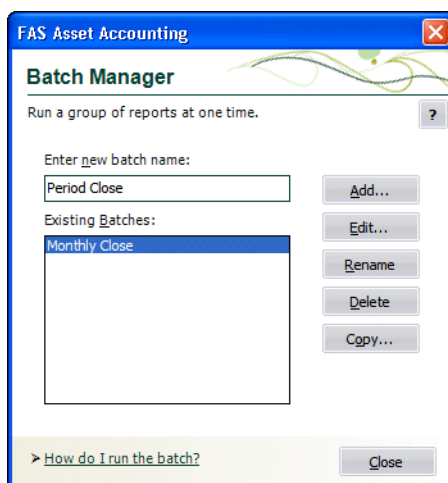 FAS Asset Accounting
Batch Manager
Run a group of reports at one time.
?
Enter new batch name:
Period Close
Add...
Existing Batches:
Edit...
Monthly Close
Rename
Delete
Copy...
How do I run the batch?
Close